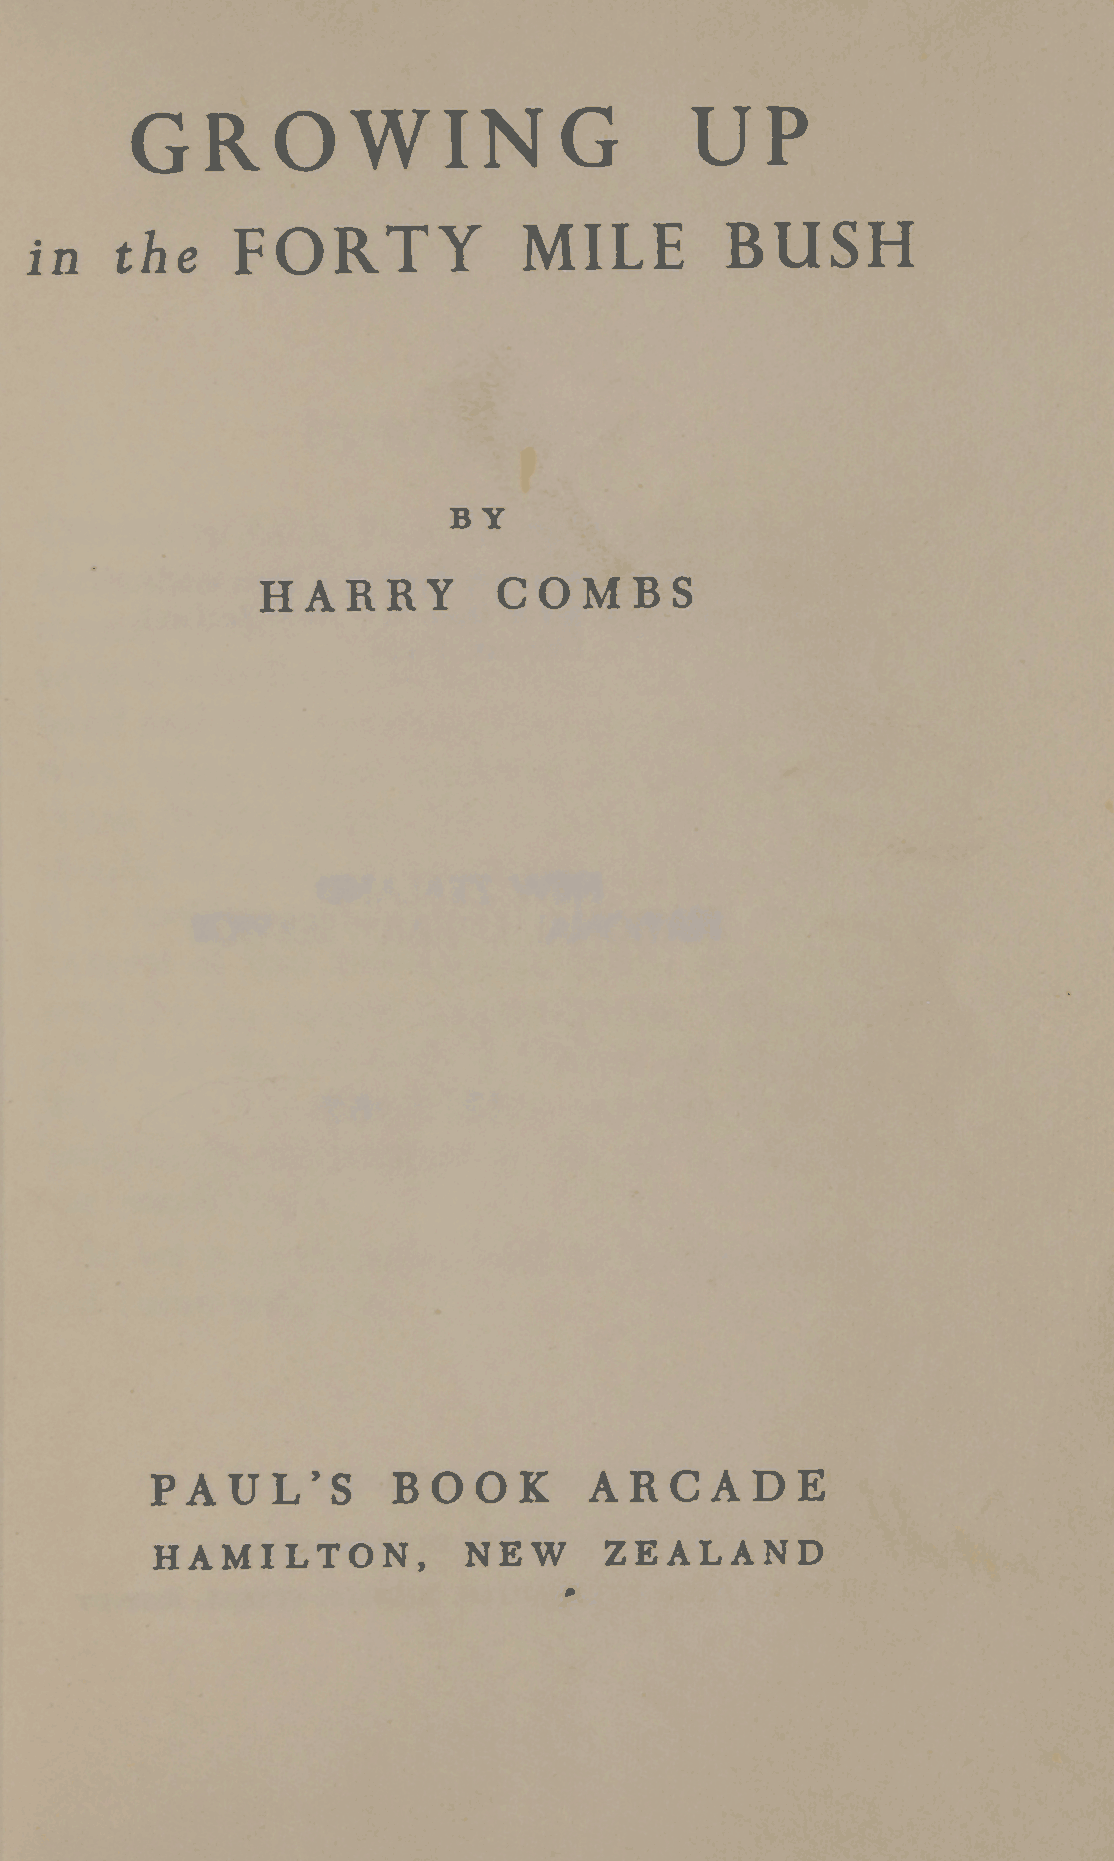 GROWING UP
in the FORTY MILE BUSH
BY
HARRY COMBS
PAUL'S BOOK ARCADE
HAMILTON, NEW ZEALAND